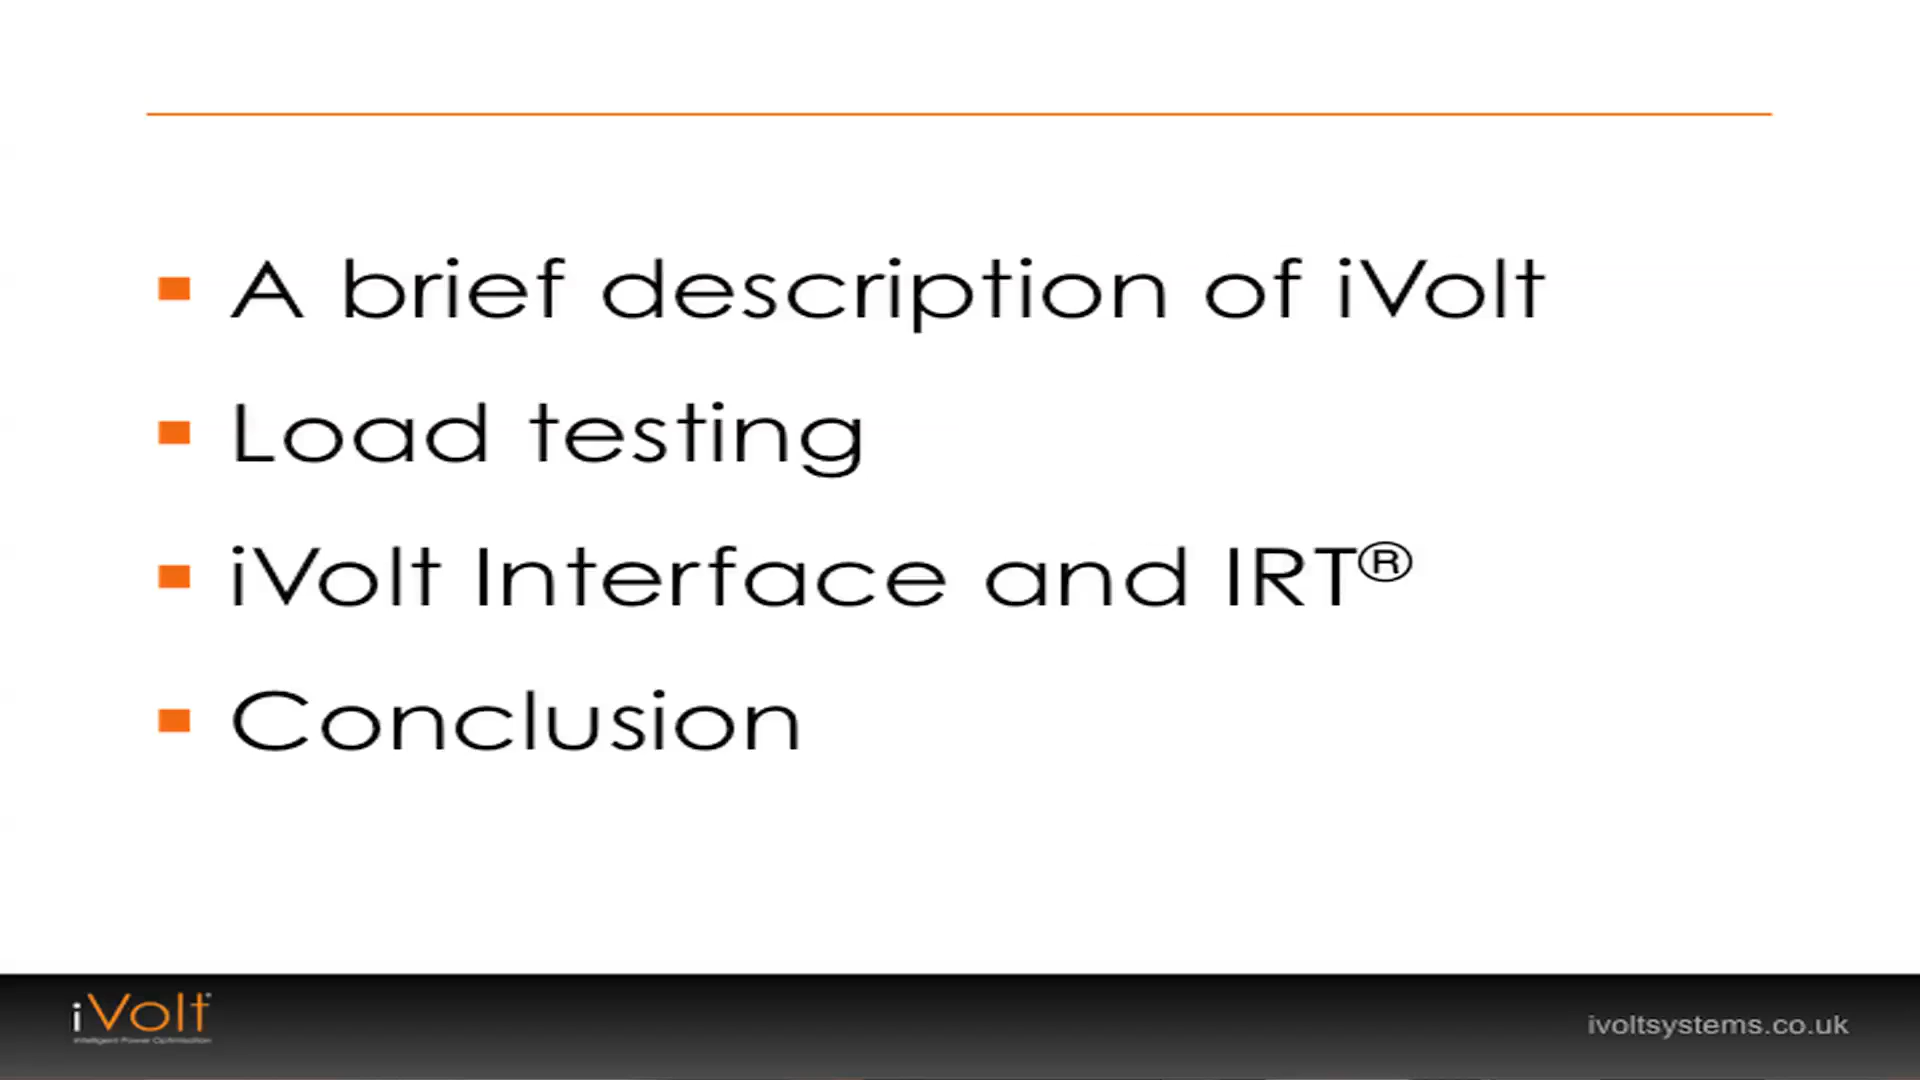 A brief description of iVolt
Load testing
iVolt Interface and IRT®
Conclusion
iVolt
Intelligent Power Optimisation
ivoltsystems.co.uk